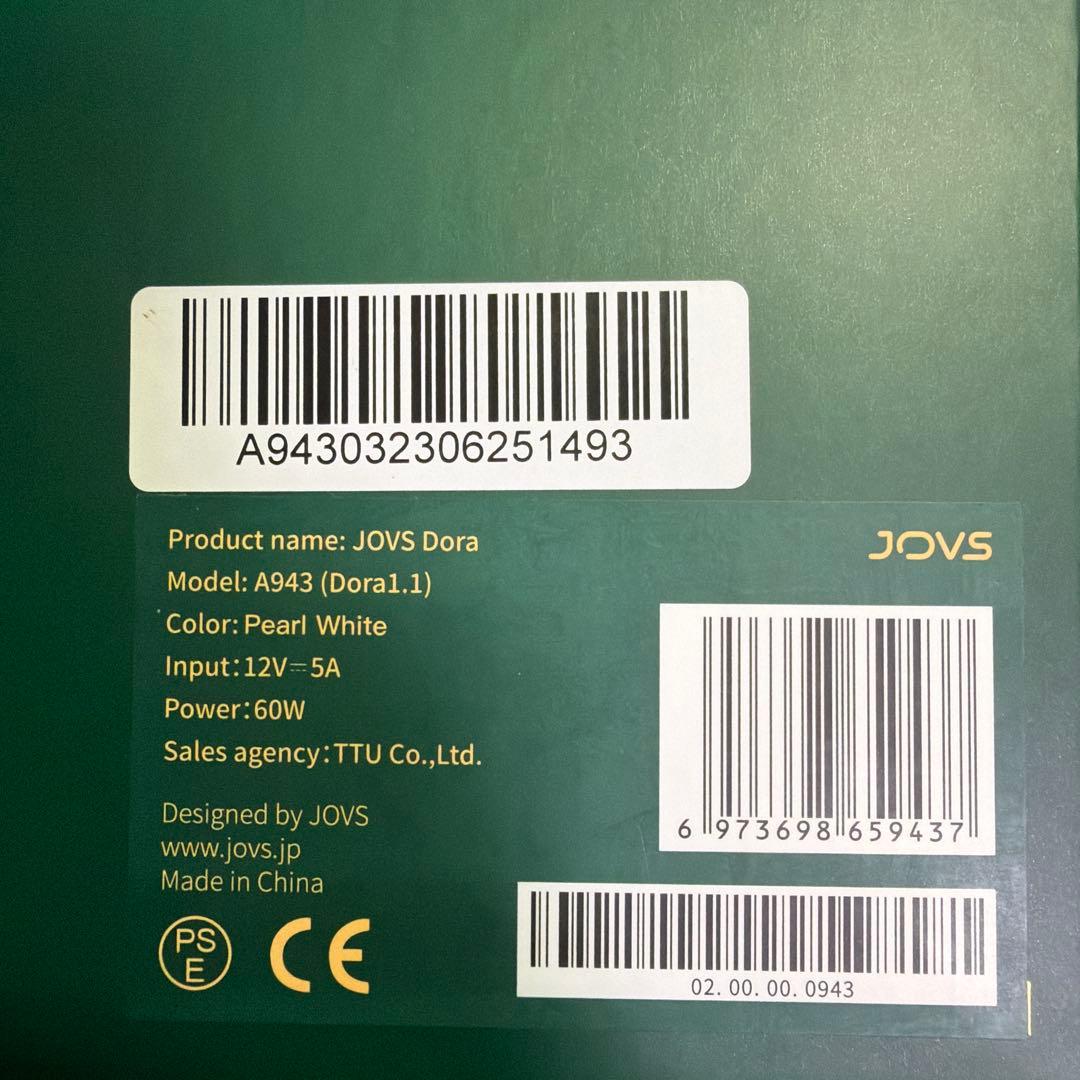 A943032306251493
Product name: JOVS Dora
JOVS
Model: A943 (Dora1.1)
Color: Pearl White
Input:12V⎓5A
Power:60W
Sales agency:TTU Co.,Ltd.
Designed by JOVS
www.jovs.jp
Made in China
PS
E
CE
6 973698 659437
02. 00. 00. 0943